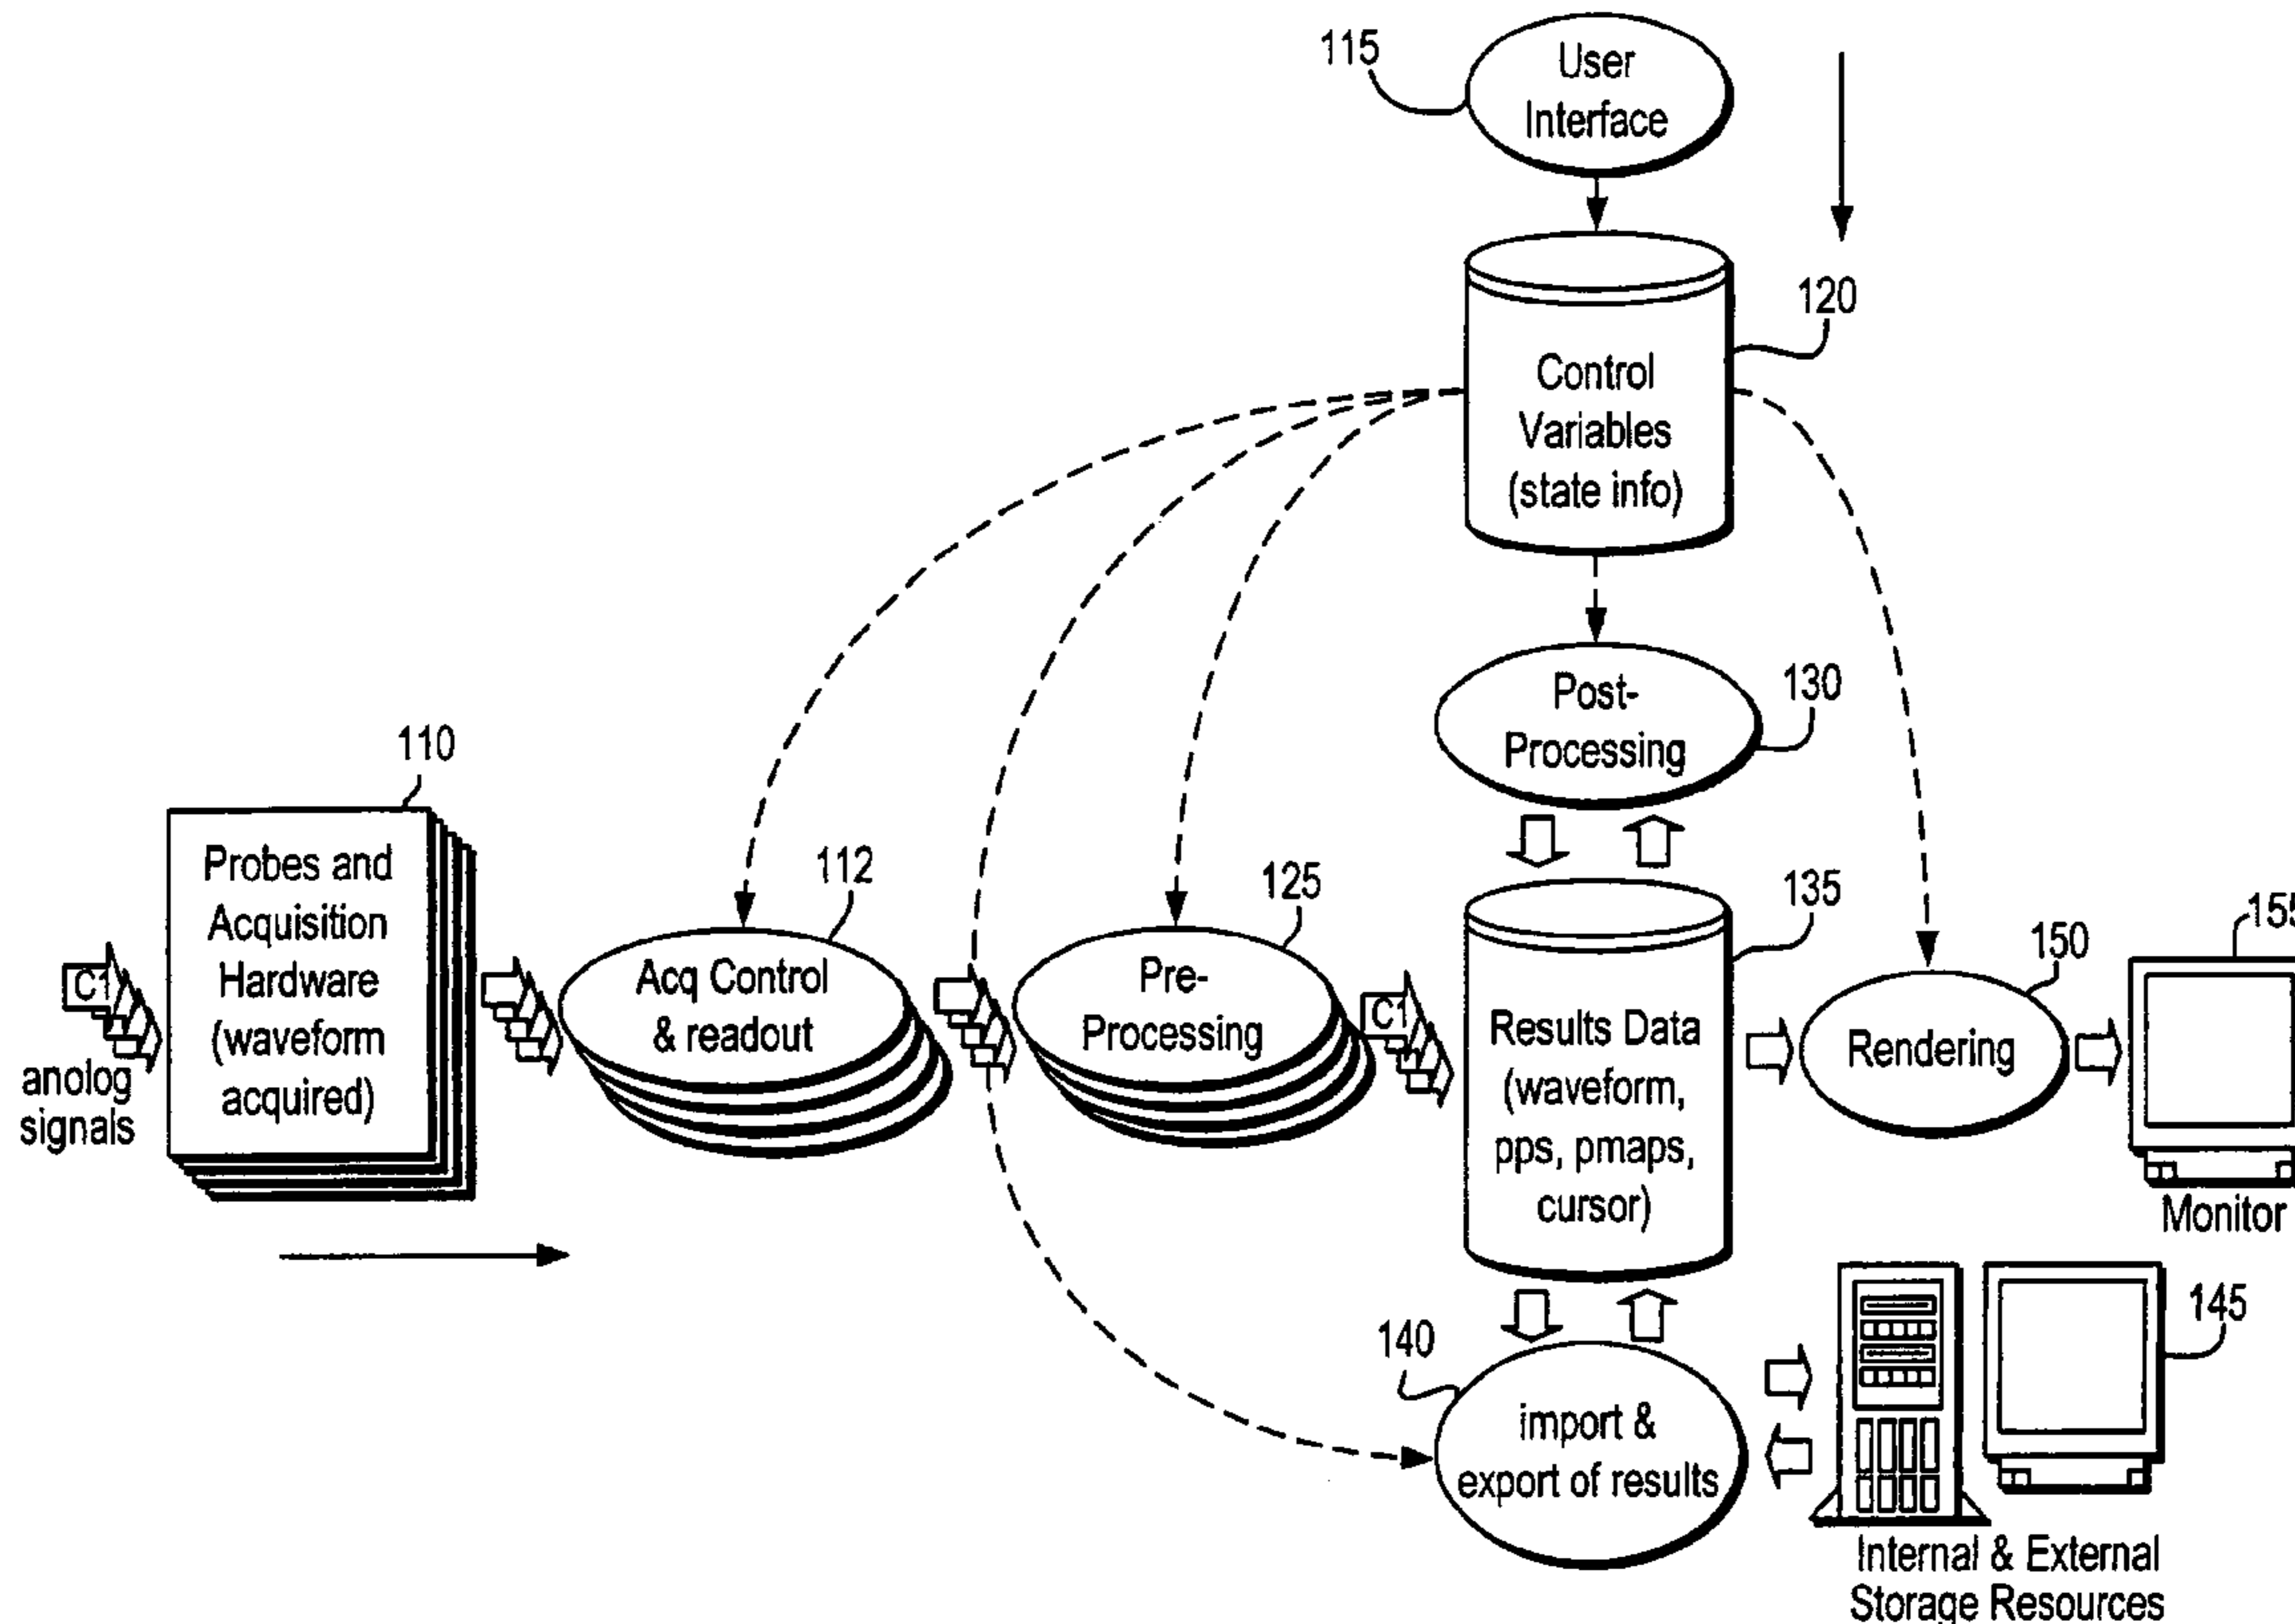 115
User
Interface
120
Control
Variables
(state info)
130
Post-
Processing
110
Probes and
Acquisition
Hardware
(waveform
acquired)
C1
anolog
signals
112
Acq Control
& readout
125
Pre-
Processing
C1
135
Results Data
(waveform,
pps, pmaps,
cursor)
150
Rendering
155
Monitor
140
import &
export of results
145
Internal & External
Storage Resources